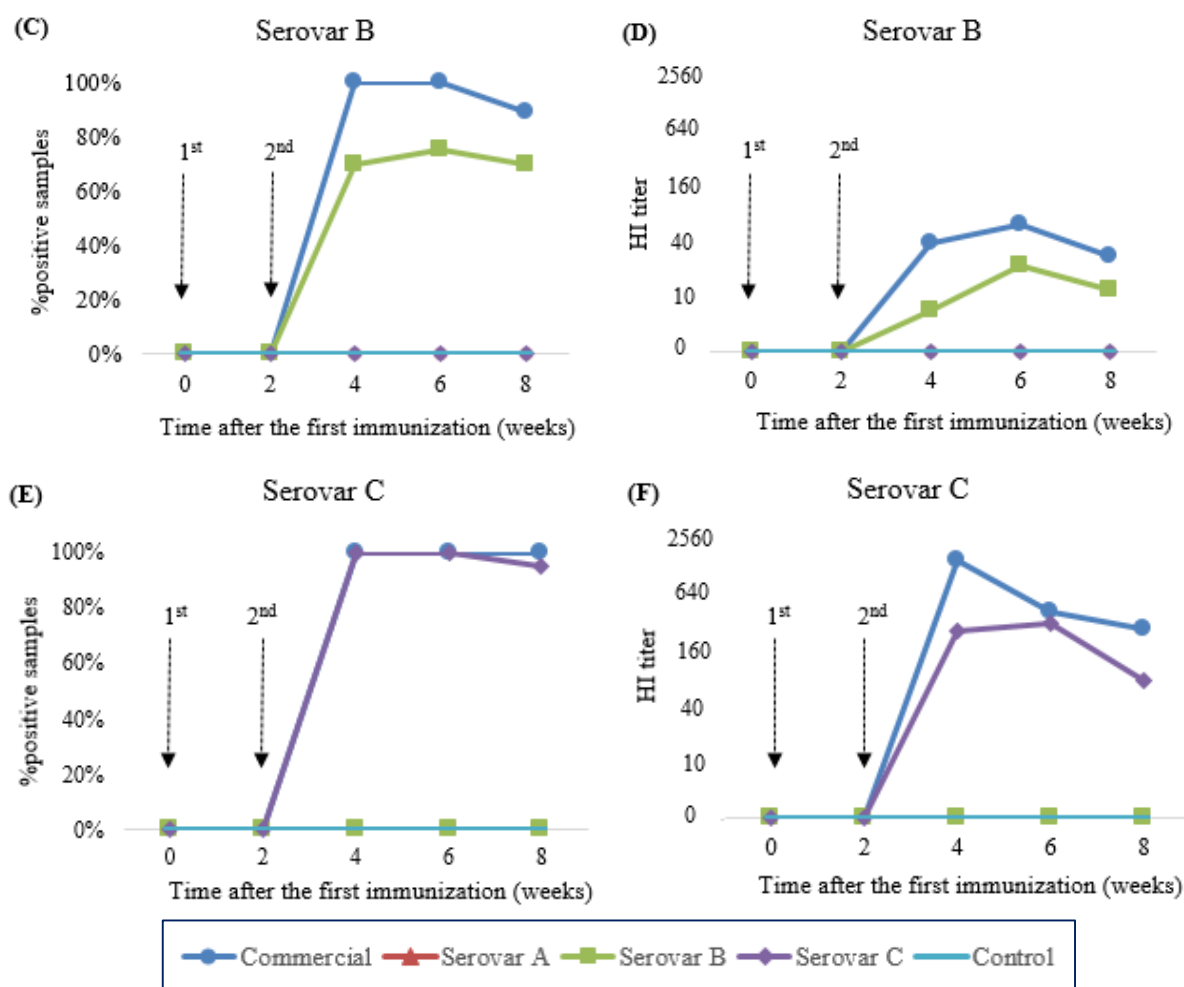 (C)
Serovar B
%positive samples
100%
80%
60%
40%
20%
0%
1st
2nd
0 2 4 6 8
Time after the first immunization (weeks)
(D)
Serovar B
HI titer
2560
640
160
40
10
0
1st
2nd
0 2 4 6 8
Time after the first immunization (weeks)
(E)
Serovar C
%positive samples
100%
80%
60%
40%
20%
0%
1st
2nd
0 2 4 6 8
Time after the first immunization (weeks)
(F)
Serovar C
HI titer
2560
640
160
40
10
0
1st
2nd
0 2 4 6 8
Time after the first immunization (weeks)
Commercial Serovar A Serovar B Serovar C Control